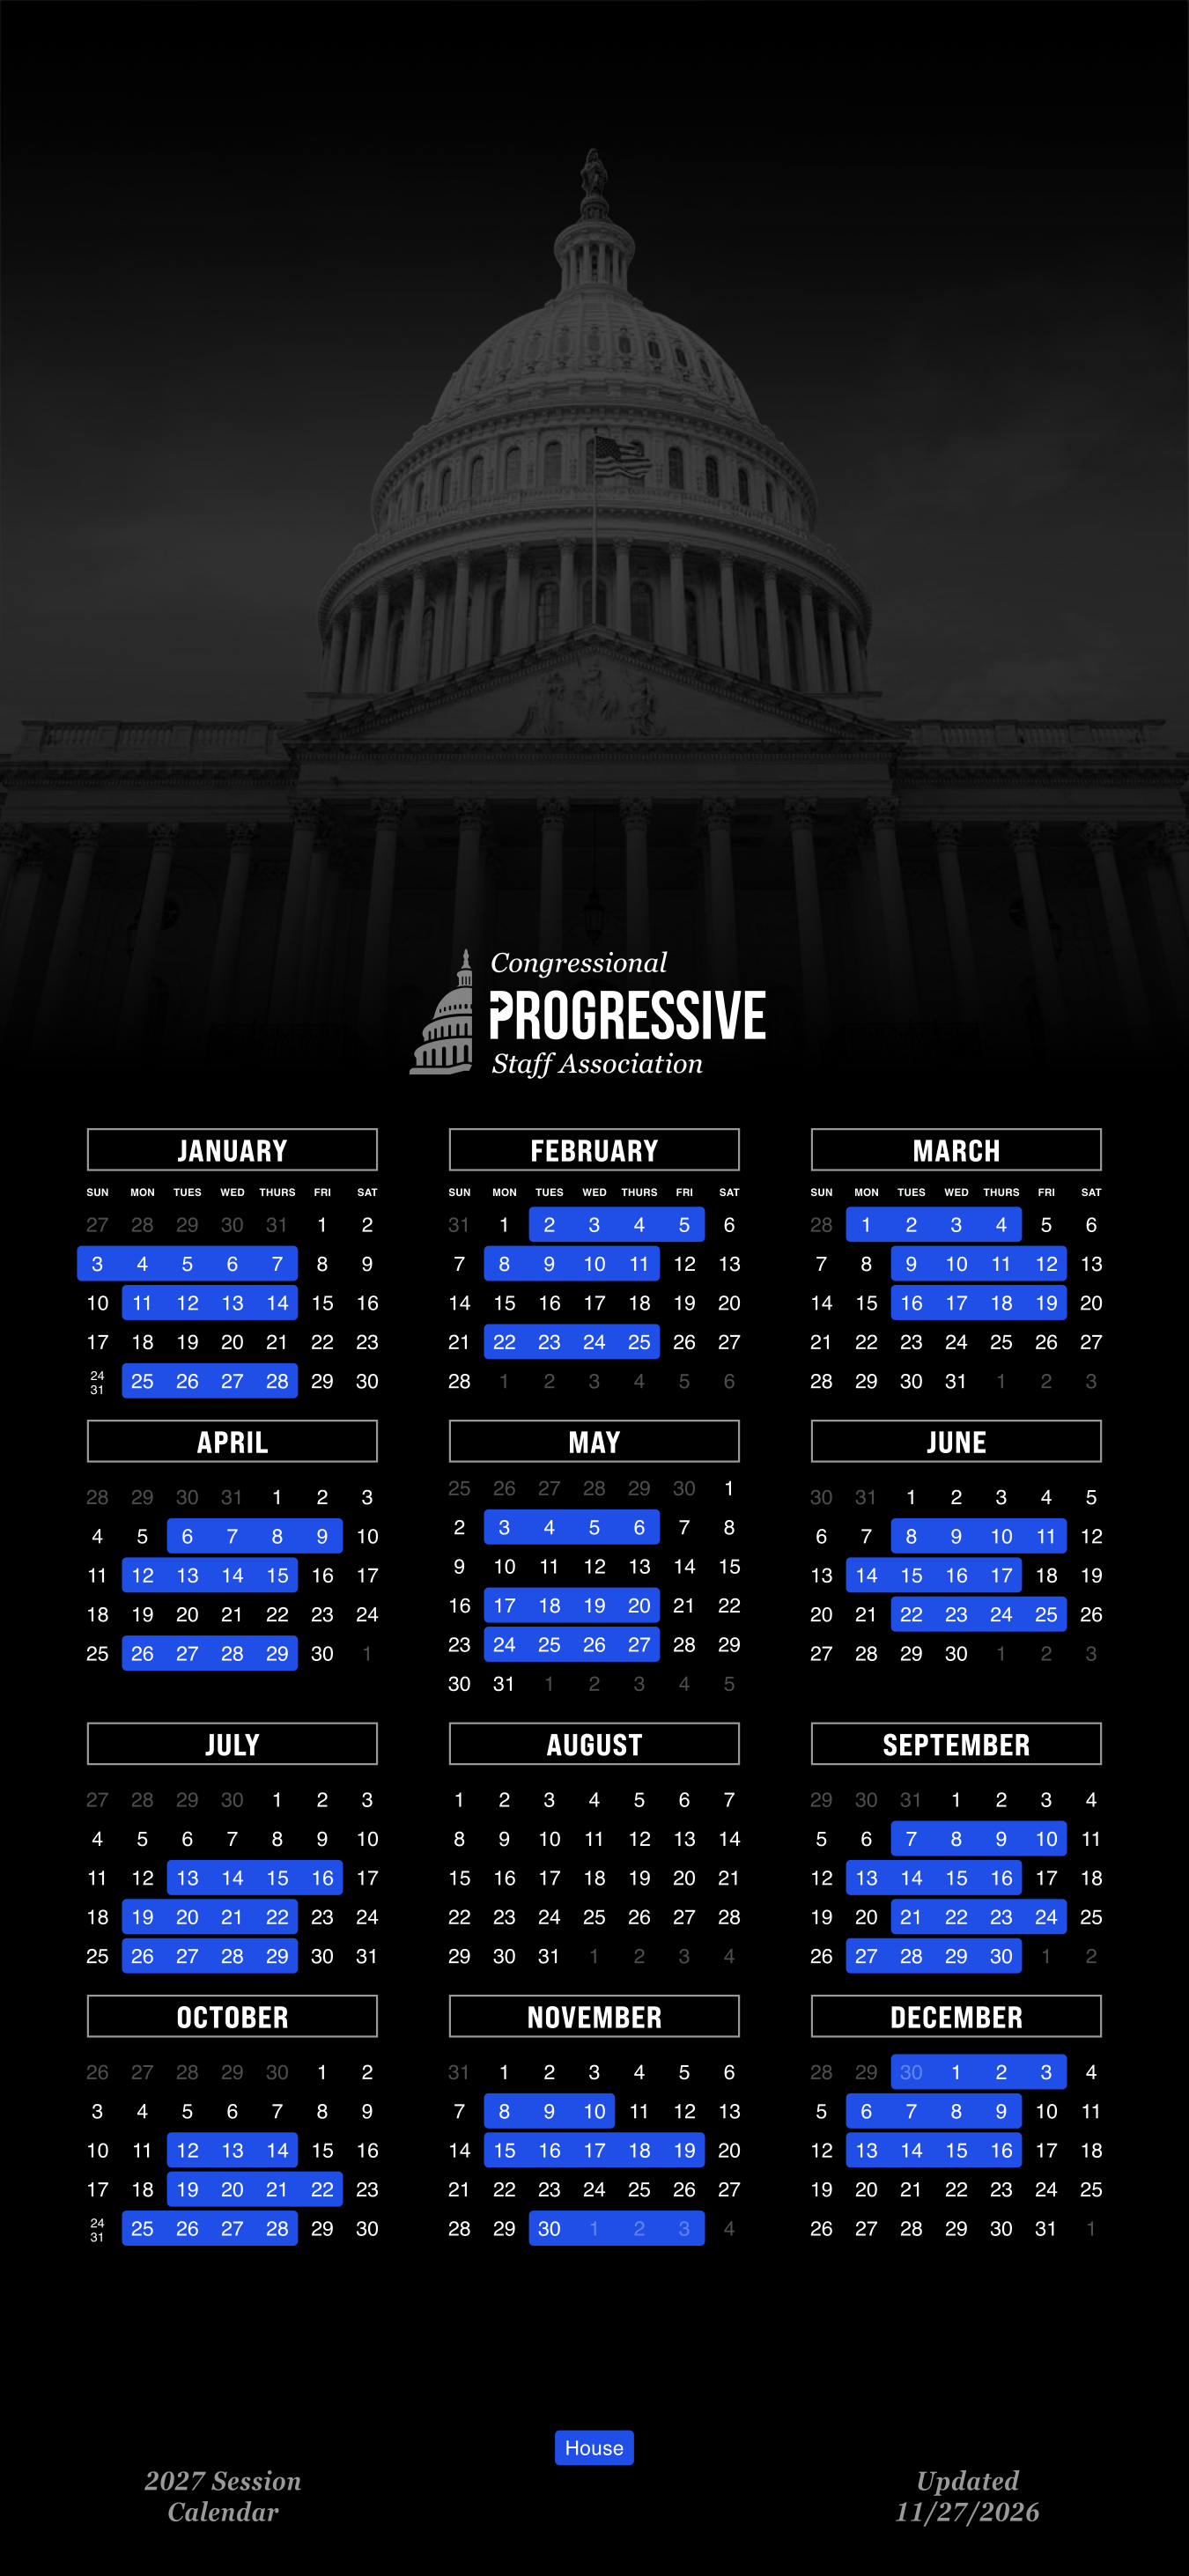 Congressional
PROGRESSIVE
Staff Association
JANUARY
SUN MON TUES WED THURS FRI SAT
27 28 29 30 31 1 2
3 4 5 6 7 8 9
10 11 12 13 14 15 16
17 18 19 20 21 22 23
24 31 25 26 27 28 29 30
FEBRUARY
SUN MON TUES WED THURS FRI SAT
31 1 2 3 4 5 6
7 8 9 10 11 12 13
14 15 16 17 18 19 20
21 22 23 24 25 26 27
28 1 2 3 4 5 6
MARCH
SUN MON TUES WED THURS FRI SAT
28 1 2 3 4 5 6
7 8 9 10 11 12 13
14 15 16 17 18 19 20
21 22 23 24 25 26 27
28 29 30 31 1 2 3
APRIL
28 29 30 31 1 2 3
4 5 6 7 8 9 10
11 12 13 14 15 16 17
18 19 20 21 22 23 24
25 26 27 28 29 30 1
MAY
25 26 27 28 29 30 1
2 3 4 5 6 7 8
9 10 11 12 13 14 15
16 17 18 19 20 21 22
23 24 25 26 27 28 29
30 31 1 2 3 4 5
JUNE
30 31 1 2 3 4 5
6 7 8 9 10 11 12
13 14 15 16 17 18 19
20 21 22 23 24 25 26
27 28 29 30 1 2 3
JULY
27 28 29 30 1 2 3
4 5 6 7 8 9 10
11 12 13 14 15 16 17
18 19 20 21 22 23 24
25 26 27 28 29 30 31
AUGUST
1 2 3 4 5 6 7
8 9 10 11 12 13 14
15 16 17 18 19 20 21
22 23 24 25 26 27 28
29 30 31 1 2 3 4
SEPTEMBER
29 30 31 1 2 3 4
5 6 7 8 9 10 11
12 13 14 15 16 17 18
19 20 21 22 23 24 25
26 27 28 29 30 1 2
OCTOBER
26 27 28 29 30 1 2
3 4 5 6 7 8 9
10 11 12 13 14 15 16
17 18 19 20 21 22 23
24 31 25 26 27 28 29 30
NOVEMBER
31 1 2 3 4 5 6
7 8 9 10 11 12 13
14 15 16 17 18 19 20
21 22 23 24 25 26 27
28 29 30 1 2 3 4
DECEMBER
28 29 30 1 2 3 4
5 6 7 8 9 10 11
12 13 14 15 16 17 18
19 20 21 22 23 24 25
26 27 28 29 30 31 1
House
2027 Session
Calendar
Updated
11/27/2026